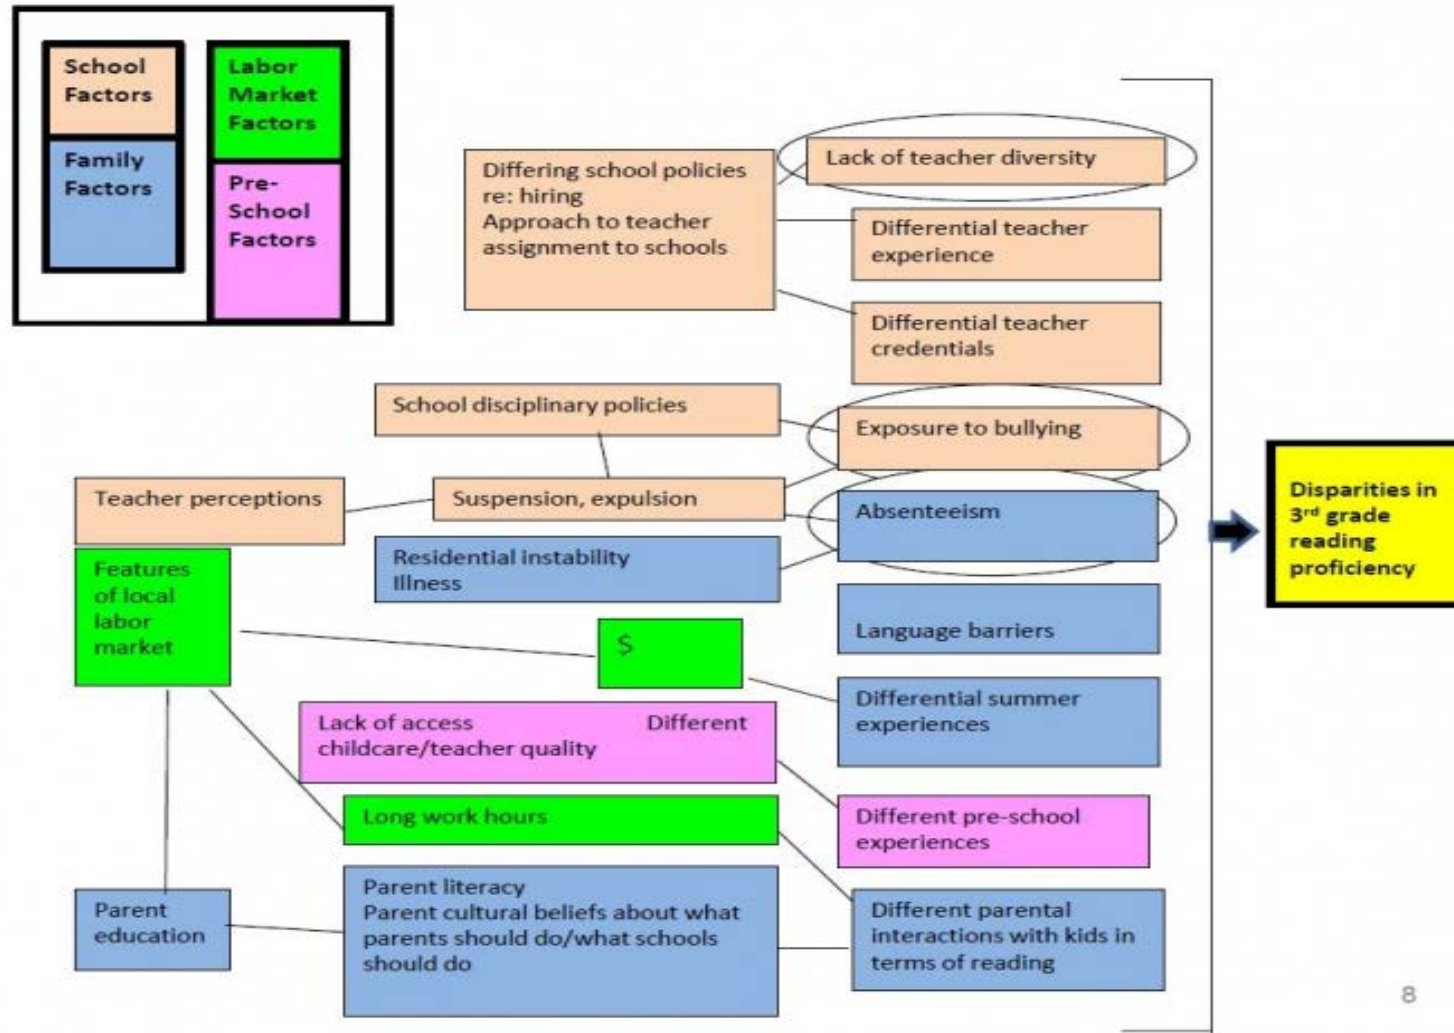 School
Factors
Family
Factors
Labor
Market
Factors
Pre-
School
Factors
Differing school policies
re: hiring
Approach to teacher
assignment to schools
Lack of teacher diversity
Differential teacher
experience
Differential teacher
credentials
School disciplinary policies
Exposure to bullying
Teacher perceptions
Suspension, expulsion
Absenteeism
Residential instability
Illness
Features
of local
labor
market
$
Language barriers
Differential summer
experiences
Lack of access Different
childcare/teacher quality
Long work hours
Different pre-school
experiences
Parent
education
Parent literacy
Parent cultural beliefs about what
parents should do/what schools
should do
Different parental
interactions with kids in
terms of reading
Disparities in
3rd grade
reading
proficiency
8